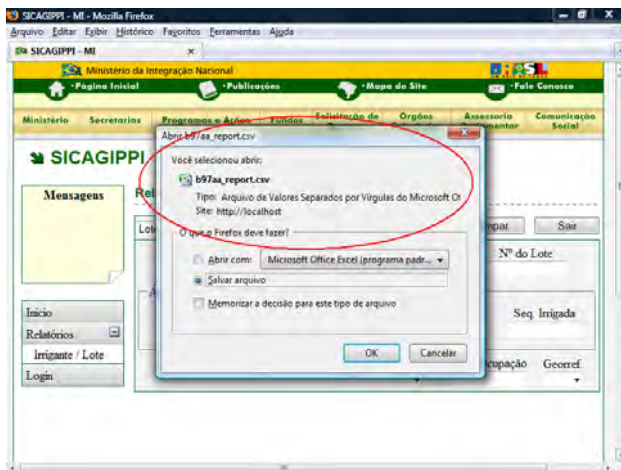 SICAGIPPI - MI - Mozilla Firefox
Arquivo Editar Exibir Histórico Favoritos Ferramentas Ajuda
SICAGIPPI - MI
Ministério da Integração Nacional
Página Inicial Publicações Mapa do Site Fale Conosco
Ministério Secretarias Programas e Ações Fundos Solicitação de Órgãos Assessoria Comunicação Social
SICAGIPPI
Mensagens
Abrir b97aa_report.csv
Você selecionou abrir:
b97aa_report.csv
Tipo: Arquivo de Valores Separados por Vírgulas do Microsoft Of
Site: http://localhost
O que o Firefox deve fazer?
Abrir com: Microsoft Office Excel (programa padr...
Salvar arquivo
Memorizar a decisão para este tipo de arquivo
OK Cancelar
Rel
Lote
mpar Sair
Nº do Lote
Seq. Irrigada
cupação Georref.
Início
Relatórios
Irrigante / Lote
Login